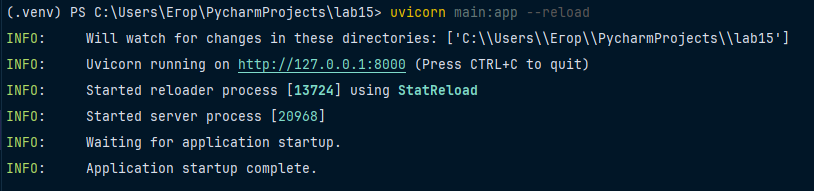 (.venv) PS C:\Users\Егор\PycharmProjects\lab15> uvicorn main:app --reload
INFO:     Will watch for changes in these directories: ['C:\\Users\\Егор\\PycharmProjects\\lab15']
INFO:     Uvicorn running on http://127.0.0.1:8000 (Press CTRL+C to quit)
INFO:     Started reloader process [13724] using StatReload
INFO:     Started server process [20968]
INFO:     Waiting for application startup.
INFO:     Application startup complete.